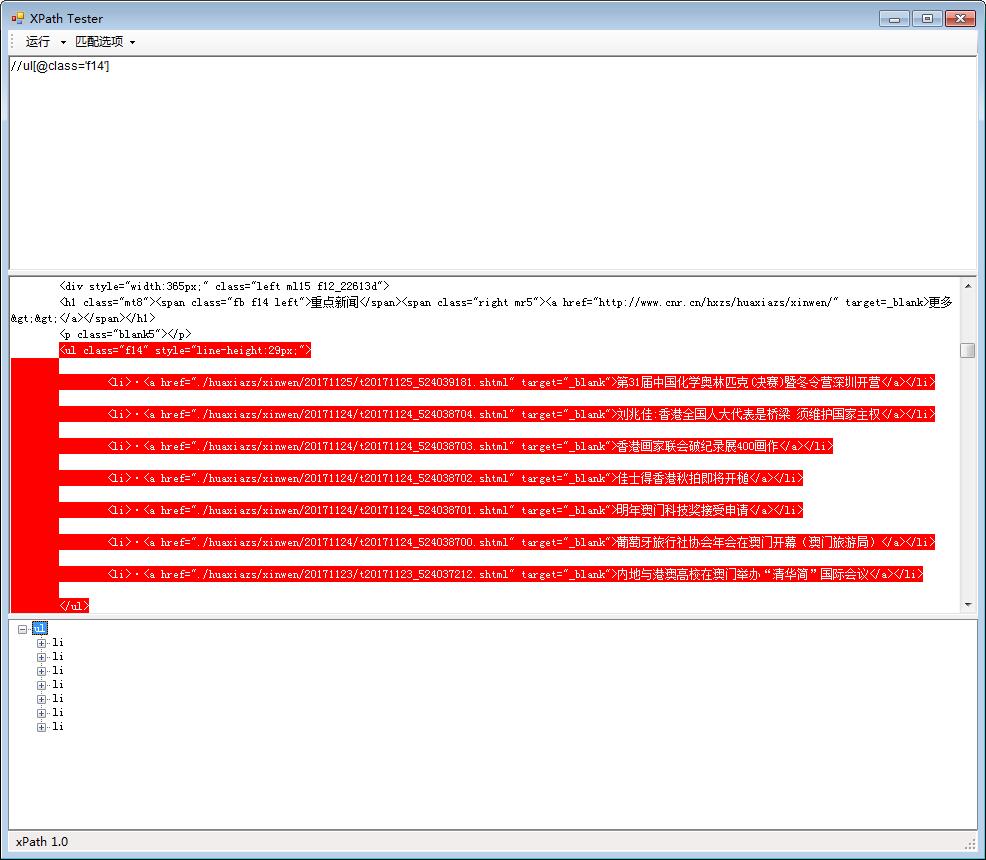 XPath Tester
运行 匹配选项
//ul[@class='f14']
<div style="width:365px;" class="left ml15 f12_22613d">
<h1 class="mt8"><span class="fb f14 left">重点新闻</span><span class="right mr5"><a href="http://www.cnr.cn/hxzs/huaxiazs/xinwen/" target=_blank>更多
&gt;&gt;</a></span></h1>
<p class="blank5"></p>
<ul class="f14" style="line-height:29px;">
<li>·<a href="./huaxiazs/xinwen/20171125/t20171125_524039181.shtml" target="_blank">第31届中国化学奥林匹克(决赛)暨冬令营深圳开营</a></li>
<li>·<a href="./huaxiazs/xinwen/20171124/t20171124_524038704.shtml" target="_blank">刘兆佳:香港全国人大代表是桥梁 须维护国家主权</a></li>
<li>·<a href="./huaxiazs/xinwen/20171124/t20171124_524038703.shtml" target="_blank">香港画家联会破纪录展400画作</a></li>
<li>·<a href="./huaxiazs/xinwen/20171124/t20171124_524038702.shtml" target="_blank">佳士得香港秋拍即将开槌</a></li>
<li>·<a href="./huaxiazs/xinwen/20171124/t20171124_524038701.shtml" target="_blank">明年澳门科技奖接受申请</a></li>
<li>·<a href="./huaxiazs/xinwen/20171124/t20171124_524038700.shtml" target="_blank">葡萄牙旅行社协会年会在澳门开幕（澳门旅游局）</a></li>
<li>·<a href="./huaxiazs/xinwen/20171123/t20171123_524037212.shtml" target="_blank">内地与港澳高校在澳门举办“清华简”国际会议</a></li>
</ul>
ul
li
li
li
li
li
li
li
xPath 1.0